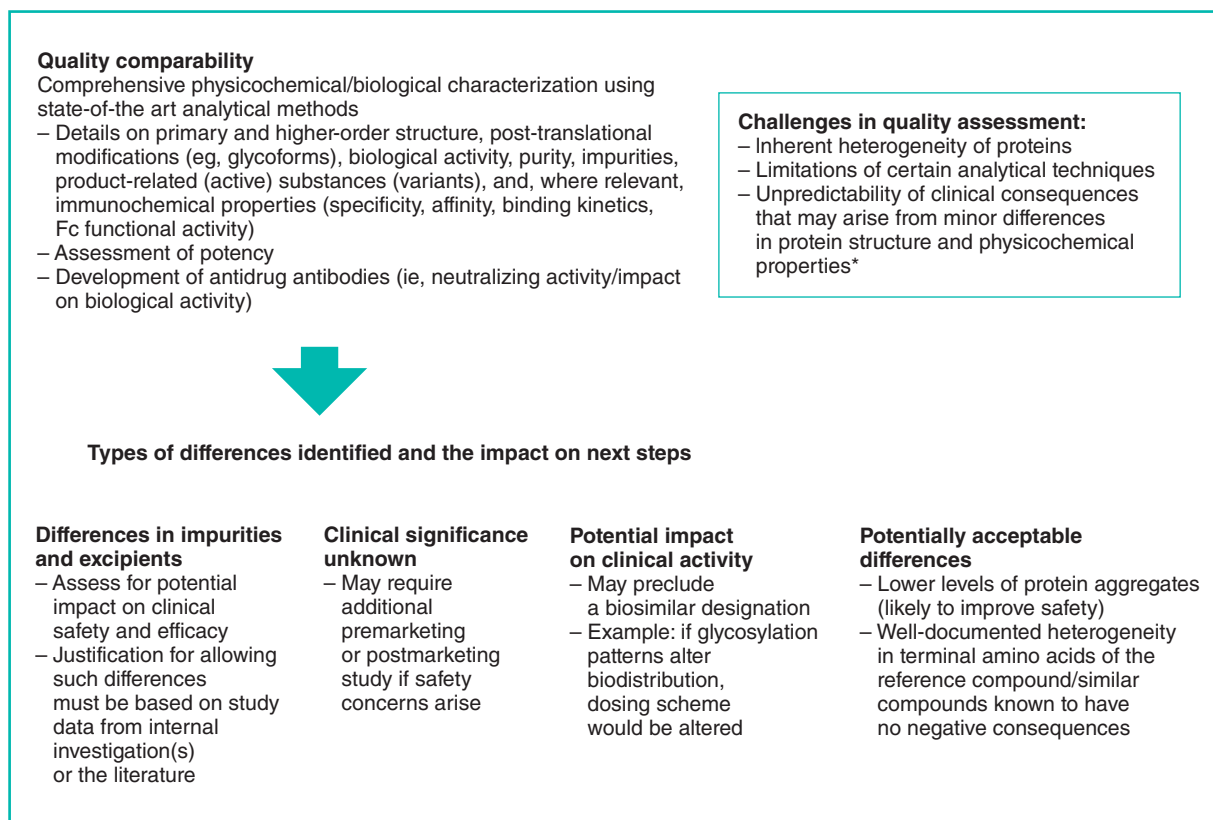 Quality comparability
Comprehensive physicochemical/biological characterization using
state-of-the art analytical methods
– Details on primary and higher-order structure, post-translational
modifications (eg, glycoforms), biological activity, purity, impurities,
product-related (active) substances (variants), and, where relevant,
immunochemical properties (specificity, affinity, binding kinetics,
Fc functional activity)
– Assessment of potency
– Development of antidrug antibodies (ie, neutralizing activity/impact
on biological activity)
Challenges in quality assessment:
– Inherent heterogeneity of proteins
– Limitations of certain analytical techniques
– Unpredictability of clinical consequences
that may arise from minor differences
in protein structure and physicochemical
properties*
Types of differences identified and the impact on next steps
Differences in impurities
and excipients
– Assess for potential
impact on clinical
safety and efficacy
– Justification for allowing
such differences
must be based on study
data from internal
investigation(s)
or the literature
Clinical significance
unknown
– May require
additional
premarketing
or postmarketing
study if safety
concerns arise
Potential impact
on clinical activity
– May preclude
a biosimilar designation
– Example: if glycosylation
patterns alter
biodistribution,
dosing scheme
would be altered
Potentially acceptable
differences
– Lower levels of protein aggregates
(likely to improve safety)
– Well-documented heterogeneity
in terminal amino acids of the
reference compound/similar
compounds known to have
no negative consequences